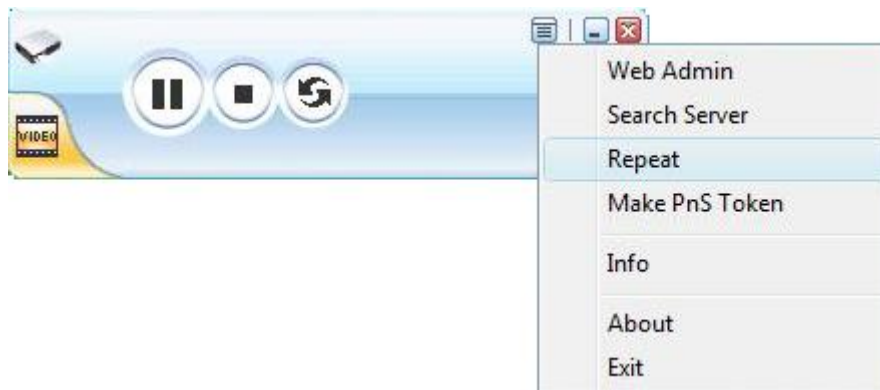 VIDEO
Web Admin
Search Server
Repeat
Make PnS Token
Info
About
Exit